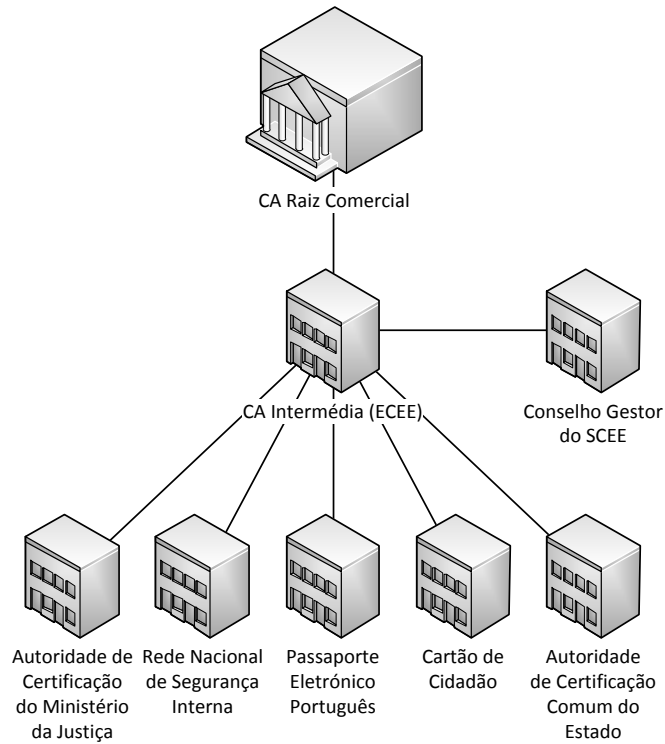 CA Raiz Comercial
CA Intermédia (ECEE)
Conselho Gestor
do SCEE
Autoridade de
Certificação
do Ministério
da Justiça
Rede Nacional
de Segurança
Interna
Passaporte
Eletrónico
Português
Cartão de
Cidadão
Autoridade
de Certificação
Comum do
Estado